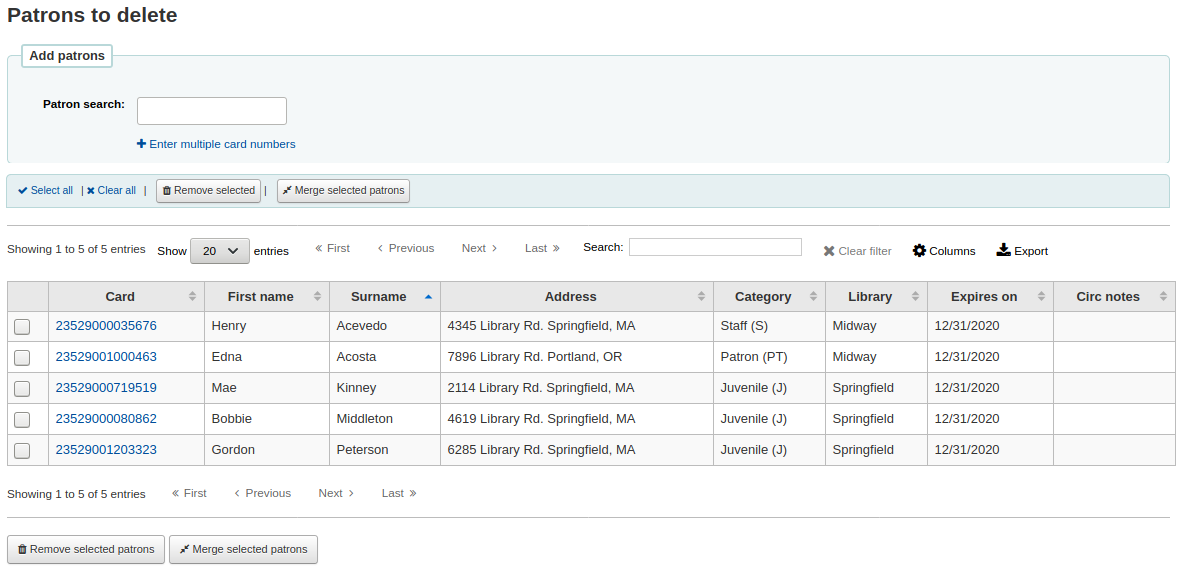 Patrons to delete
Add patrons
Patron search:
Enter multiple card numbers
Select all | Clear all | Remove selected | Merge selected patrons
Showing 1 to 5 of 5 entries Show 20 entries First Previous Next Last Search: Clear filter Columns Export
Card First name Surname Address Category Library Expires on Circ notes
23529000035676 Henry Acevedo 4345 Library Rd. Springfield, MA Staff (S) Midway 12/31/2020
23529001000463 Edna Acosta 7896 Library Rd. Portland, OR Patron (PT) Midway 12/31/2020
23529000719519 Mae Kinney 2114 Library Rd. Springfield, MA Juvenile (J) Springfield 12/31/2020
23529000080862 Bobbie Middleton 4619 Library Rd. Springfield, MA Juvenile (J) Springfield 12/31/2020
23529001203323 Gordon Peterson 6285 Library Rd. Springfield, MA Juvenile (J) Springfield 12/31/2020
Showing 1 to 5 of 5 entries First Previous Next Last
Remove selected patrons Merge selected patrons